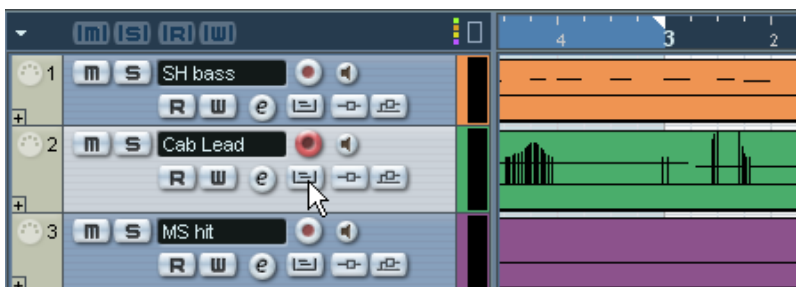 [m] [S] [R] [W] 4 3 2
1 m S SH bass
R W e
2 m S Cab Lead
R W e
3 m S MS hit
R W e